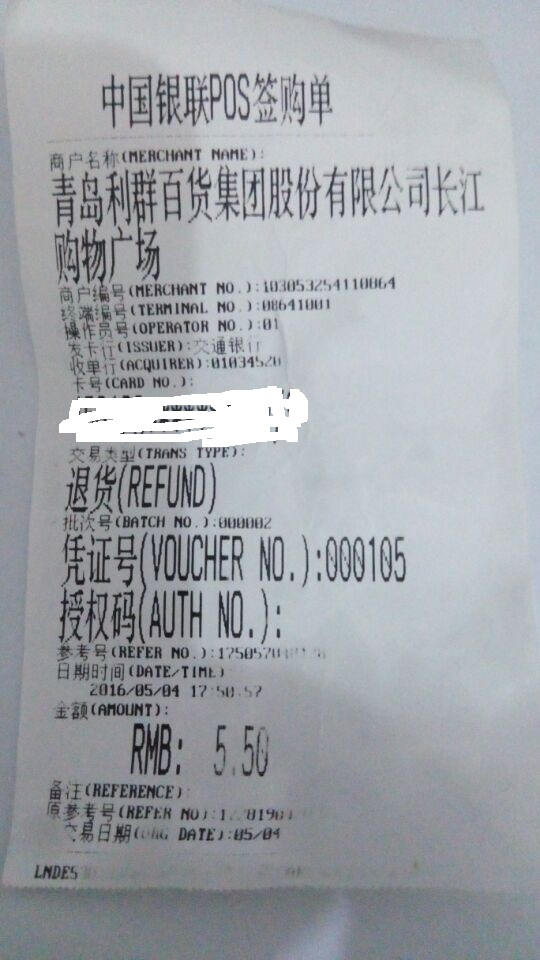 中国银联POS签购单
商户名称(MERCHANT NAME):
青岛利群百货集团股份有限公司长江
购物广场
商户编号(MERCHANT NO.):103053254110864
终端编号(TERMINAL NO.):08641001
操作员号(OPERATOR NO.):01
发卡行(ISSUER):交通银行
收单行(ACQUIRER):01034520
卡号(CARD NO.):
交易类型(TRANS TYPE):
退货(REFUND)
批次号(BATCH NO.):000002
凭证号(VOUCHER NO.):000105
授权码(AUTH NO.):
参考号(REFER NO.):
日期时间(DATE/TIME)
2016/05/04 17:50:57
金额(AMOUNT):
RMB: 5.50
备注(REFERENCE):
原参考号(REFER NO):
交易日期( DATE):05/04
LNDES